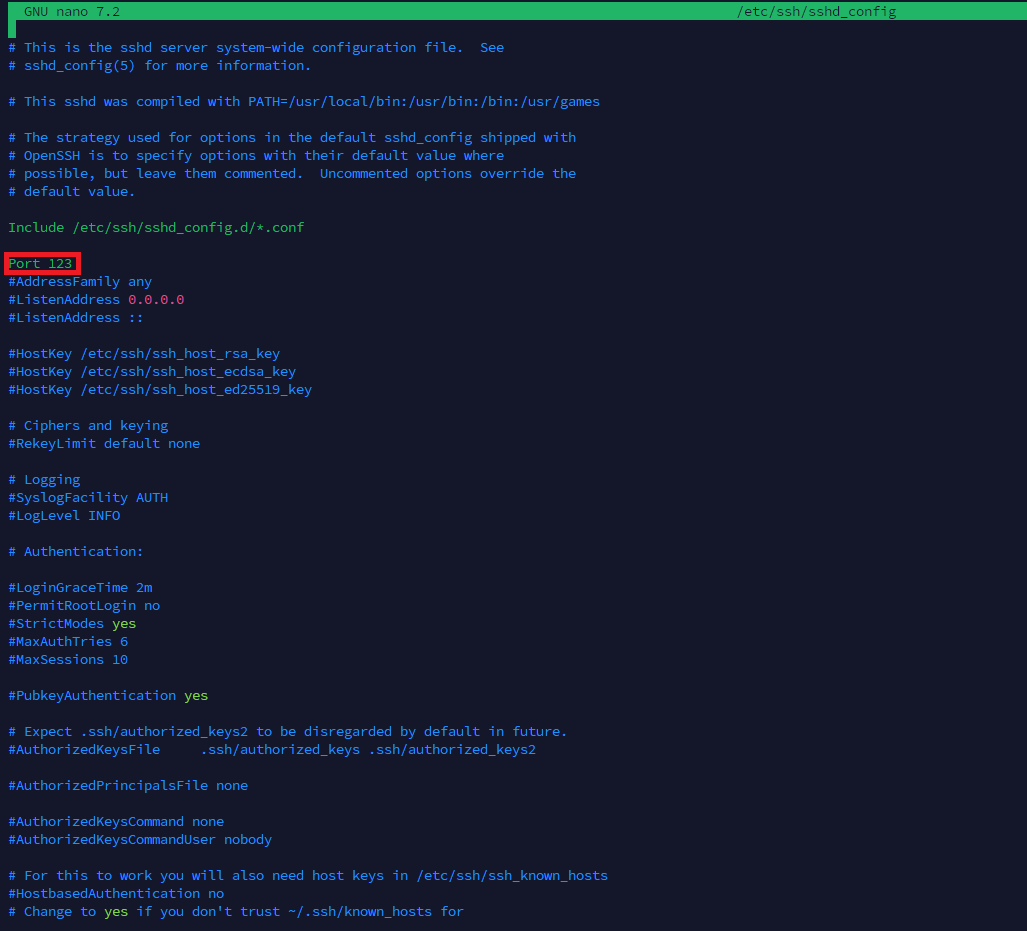 GNU nano 7.2 /etc/ssh/sshd_config
# This is the sshd server system-wide configuration file.  See
# sshd_config(5) for more information.
# This sshd was compiled with PATH=/usr/local/bin:/usr/bin:/bin:/usr/games
# The strategy used for options in the default sshd_config shipped with
# OpenSSH is to specify options with their default value where
# possible, but leave them commented.  Uncommented options override the
# default value.
Include /etc/ssh/sshd_config.d/*.conf
Port 123
#AddressFamily any
#ListenAddress 0.0.0.0
#ListenAddress ::
#HostKey /etc/ssh/ssh_host_rsa_key
#HostKey /etc/ssh/ssh_host_ecdsa_key
#HostKey /etc/ssh/ssh_host_ed25519_key
# Ciphers and keying
#RekeyLimit default none
# Logging
#SyslogFacility AUTH
#LogLevel INFO
# Authentication:
#LoginGraceTime 2m
#PermitRootLogin no
#StrictModes yes
#MaxAuthTries 6
#MaxSessions 10
#PubkeyAuthentication yes
# Expect .ssh/authorized_keys2 to be disregarded by default in future.
#AuthorizedKeysFile     .ssh/authorized_keys .ssh/authorized_keys2
#AuthorizedPrincipalsFile none
#AuthorizedKeysCommand none
#AuthorizedKeysCommandUser nobody
# For this to work you will also need host keys in /etc/ssh/ssh_known_hosts
#HostbasedAuthentication no
# Change to yes if you don't trust ~/.ssh/known_hosts for